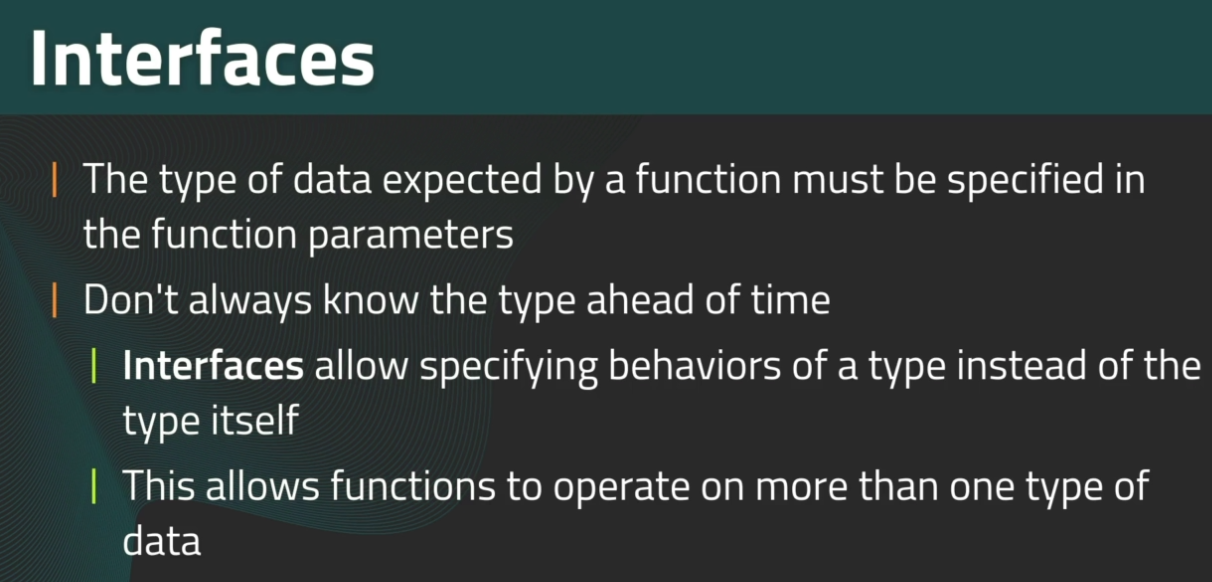 Interfaces
The type of data expected by a function must be specified in
the function parameters
Don't always know the type ahead of time
Interfaces allow specifying behaviors of a type instead of the
type itself
This allows functions to operate on more than one type of
data